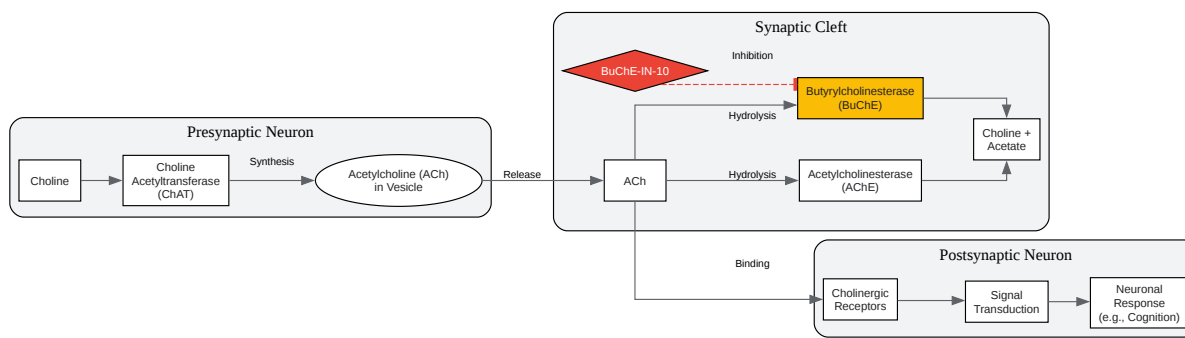 Synaptic Cleft
Inhibition
BuChE-IN-10
Butyrylcholinesterase
(BuChE)
Hydrolysis
Choline +
Acetate
Presynaptic Neuron
Choline
Choline
Acetyltransferase
(ChAT)
Synthesis
Acetylcholine (ACh)
in Vesicle
Release
ACh
Hydrolysis
Acetylcholinesterase
(AChE)
Binding
Postsynaptic Neuron
Cholinergic
Receptors
Signal
Transduction
Neuronal
Response
(e.g., Cognition)